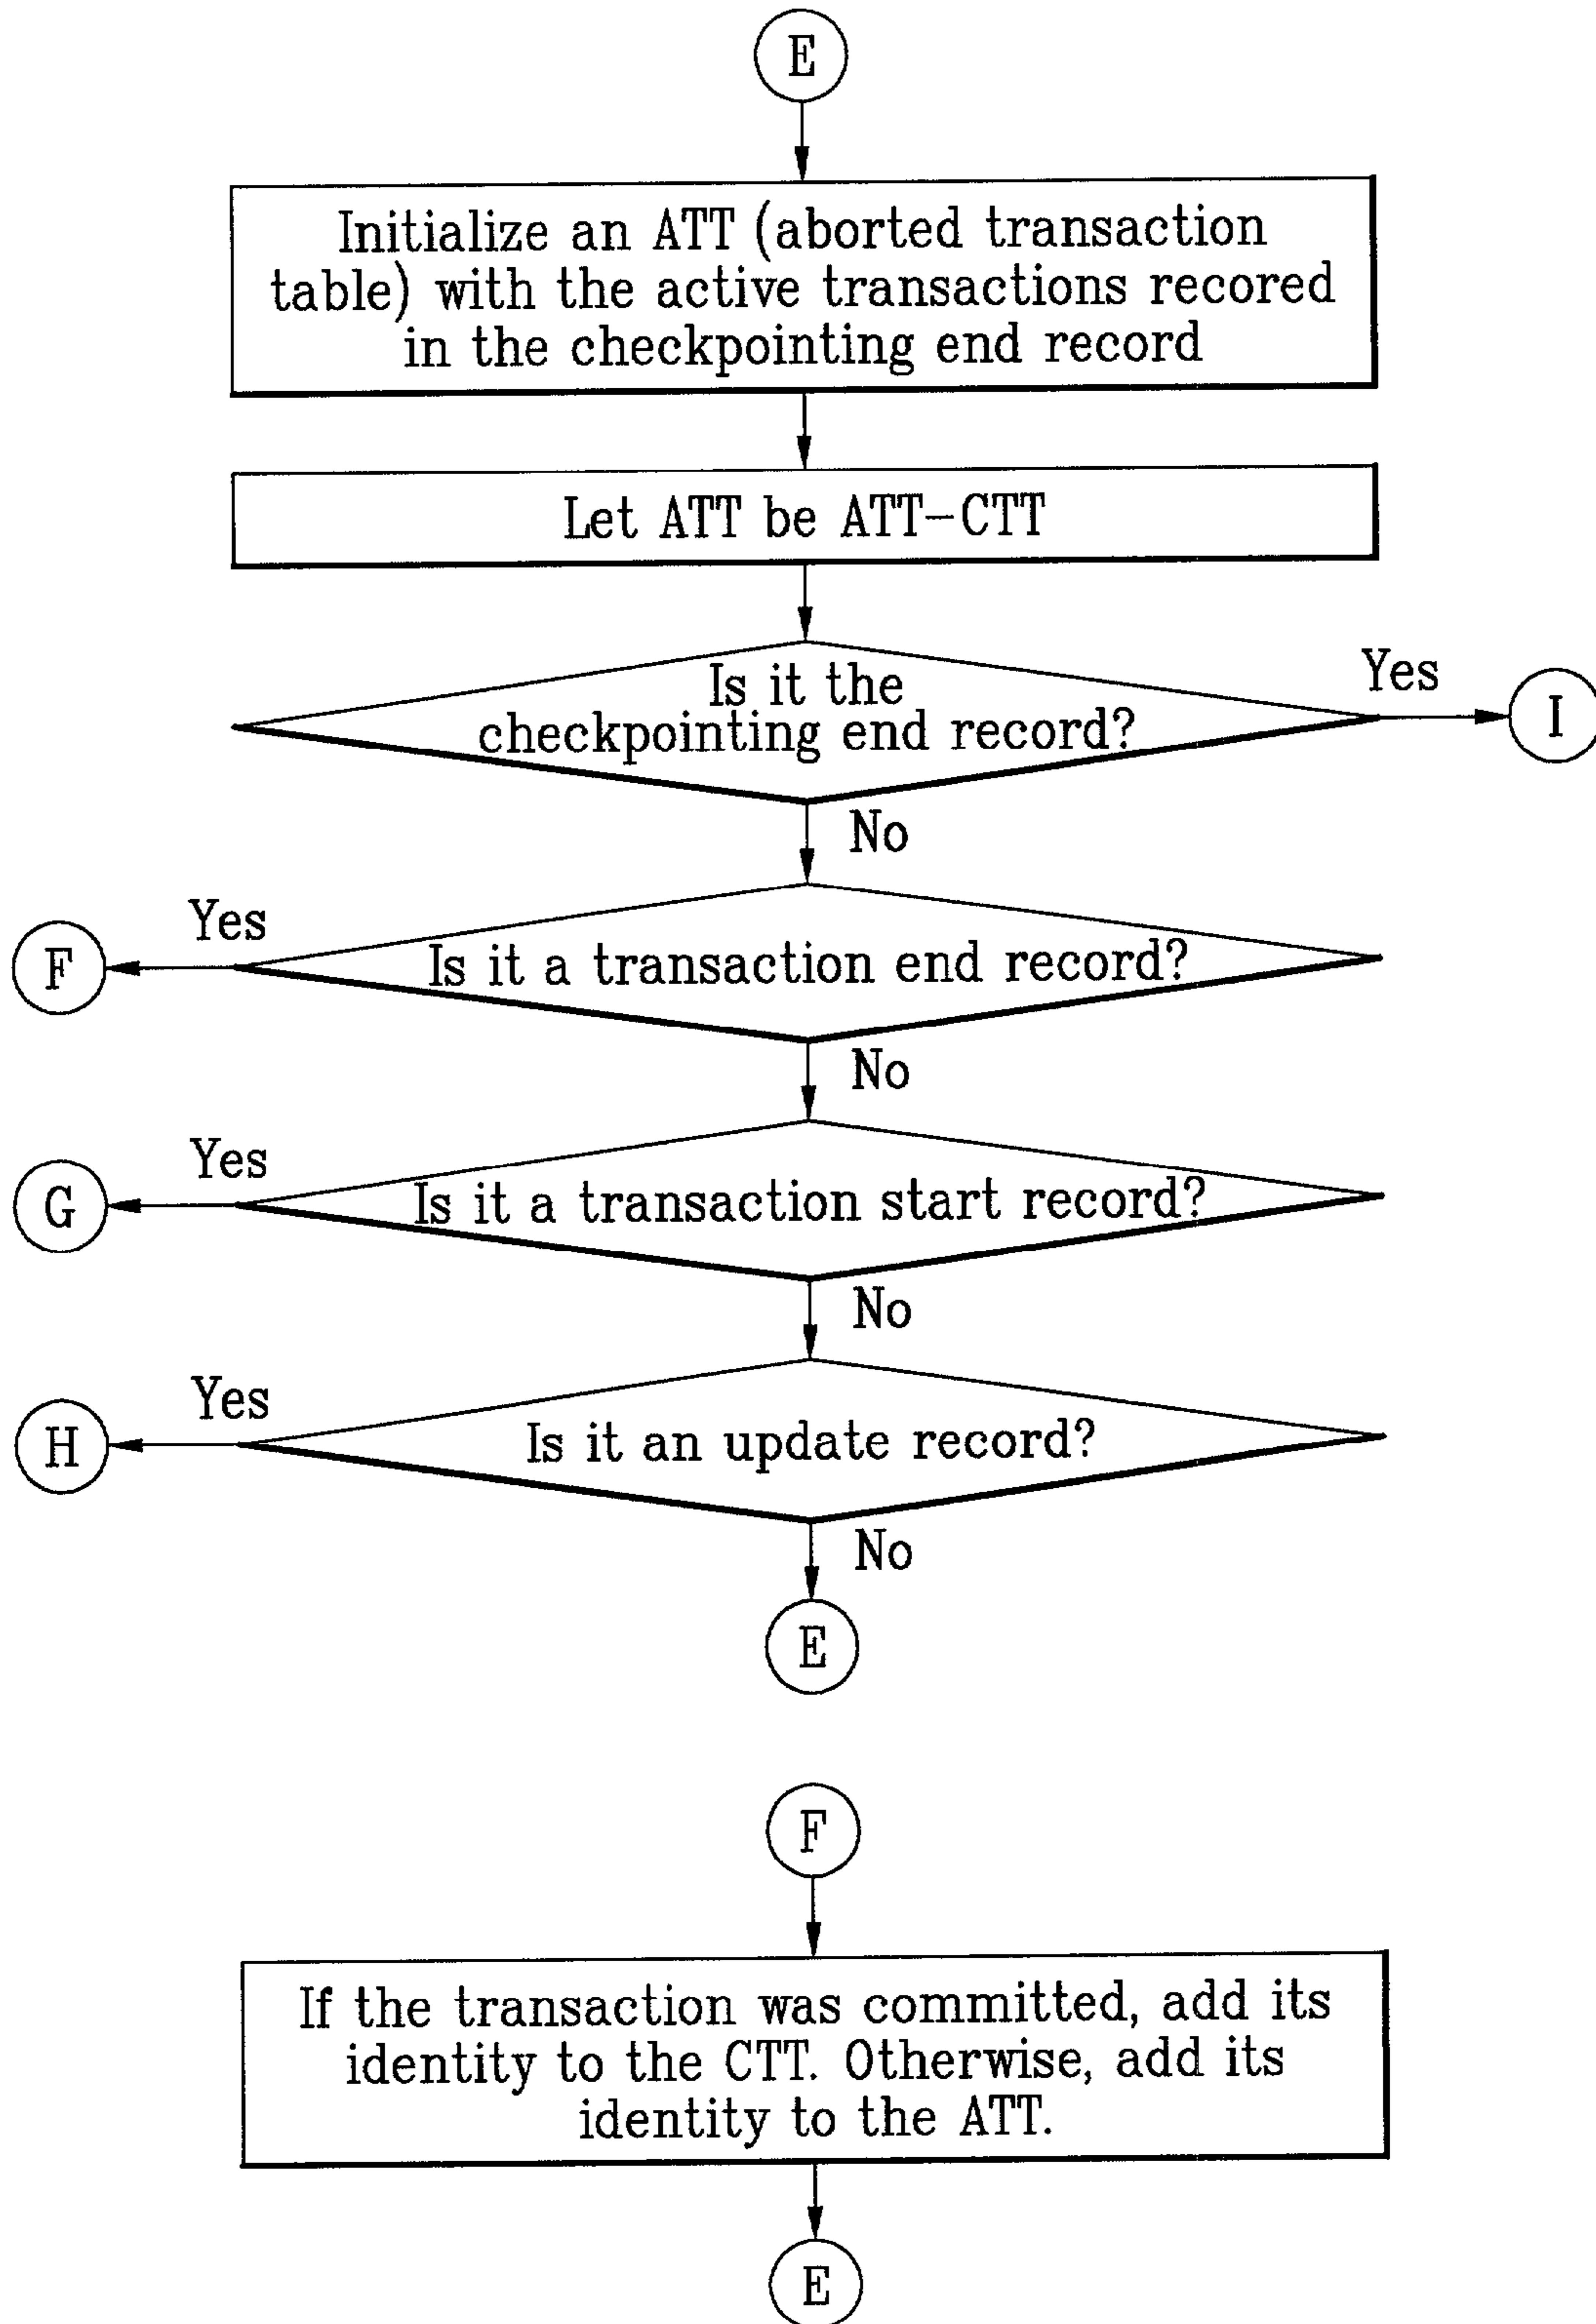 E
Initialize an ATT (aborted transaction
table) with the active transactions recored
in the checkpointing end record
Let ATT be ATT-CTT
Is it the
checkpointing end record?
Yes
I
No
Yes
F
Is it a transaction end record?
No
Yes
G
Is it a transaction start record?
No
Yes
H
Is it an update record?
No
E
F
If the transaction was committed, add its
identity to the CTT. Otherwise, add its
identity to the ATT.
E